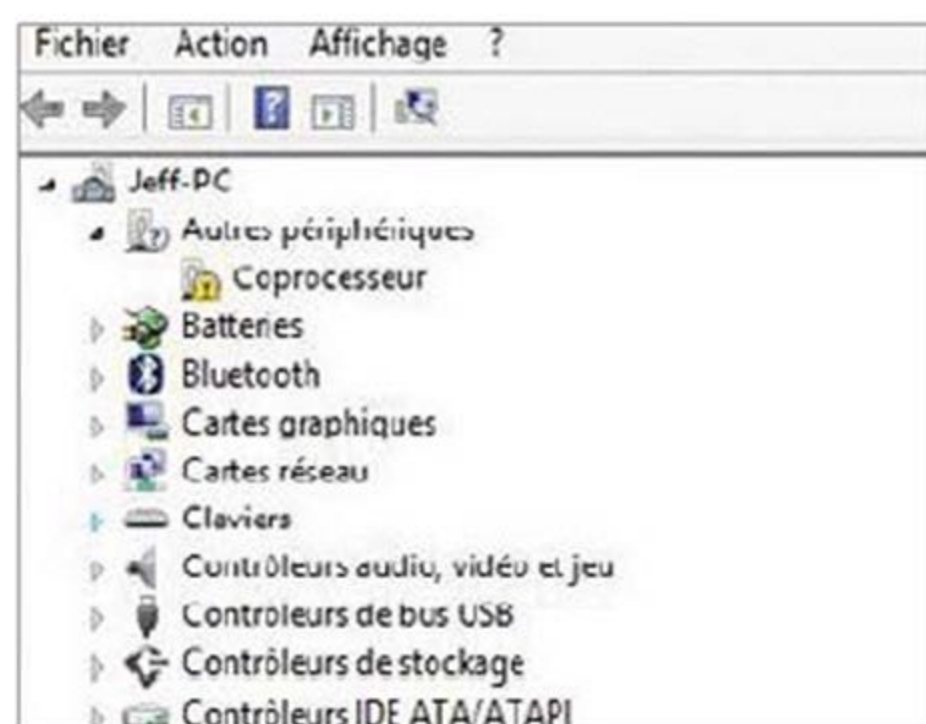 Fichier Action Affichage ?
Jeff-PC
Autres périphériques
Coprocesseur
Batteries
Bluetooth
Cartes graphiques
Cartes réseau
Claviers
Contrôleurs audio, vidéo et jeu
Contrôleurs de bus USB
Contrôleurs de stockage
Contrôleurs IDE ATA/ATAPI